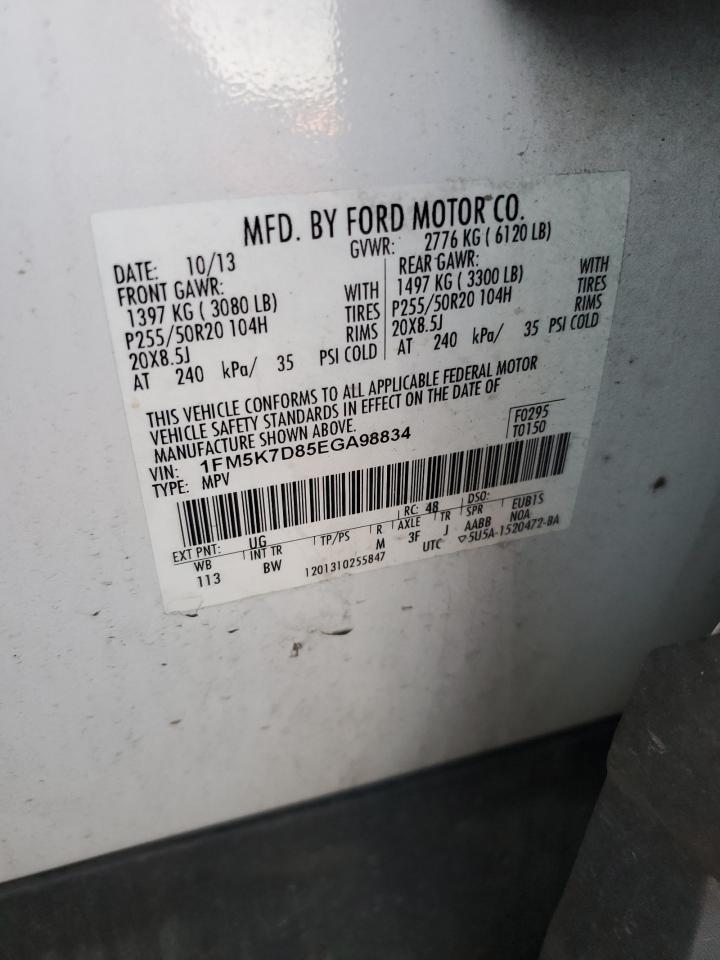 MFD. BY FORD MOTOR CO.
DATE: 10/13 GVWR: 2776 KG ( 6120 LB)
FRONT GAWR: REAR GAWR:
1397 KG ( 3080 LB) WITH 1497 KG ( 3300 LB) WITH
P255/50R20 104H TIRES P255/50R20 104H TIRES
20X8.5J RIMS 20X8.5J RIMS
AT 240 kPa/ 35 PSI COLD AT 240 kPa/ 35 PSI COLD
THIS VEHICLE CONFORMS TO ALL APPLICABLE FEDERAL MOTOR
VEHICLE SAFETY STANDARDS IN EFFECT ON THE DATE OF
MANUFACTURE SHOWN ABOVE.
F0295
T0150
VIN: 1FM5K7D85EGA98834
TYPE: MPV
EXT PNT: UG RC: 48 DSO:
WB INT TR TP/PS R AXLE TR SPR EUB1S
113 BW M 3F J AABB NOA
1201310255847 UTC ▽5U5A-1520472-BA